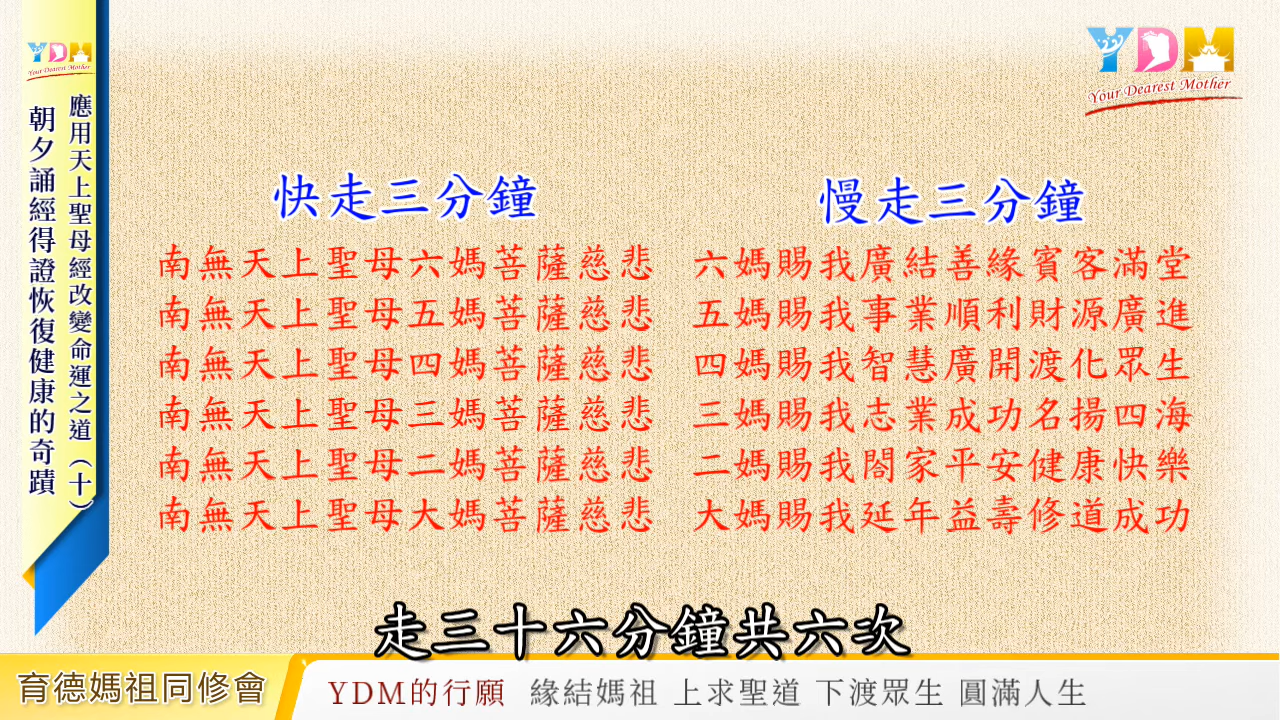 YDM
Your Dearest Mother
應用天上聖母經改變命運之道（十）
朝夕誦經得證恢復健康的奇蹟
YDM
Your Dearest Mother
快走三分鐘
南無天上聖母六媽菩薩慈悲
南無天上聖母五媽菩薩慈悲
南無天上聖母四媽菩薩慈悲
南無天上聖母三媽菩薩慈悲
南無天上聖母二媽菩薩慈悲
南無天上聖母大媽菩薩慈悲
慢走三分鐘
六媽賜我廣結善緣賓客滿堂
五媽賜我事業順利財源廣進
四媽賜我智慧廣開渡化眾生
三媽賜我志業成功名揚四海
二媽賜我閤家平安健康快樂
大媽賜我延年益壽修道成功
走三十六分鐘共六次
育德媽祖同修會
YDM的行願 緣結媽祖 上求聖道 下渡眾生 圓滿人生